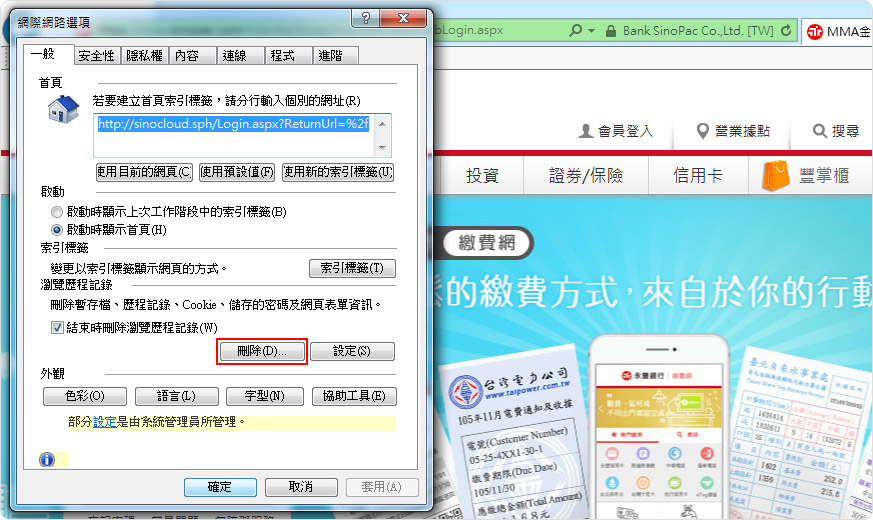 網際網路選項
bLogin.aspx
Bank SinoPac Co.,Ltd. [TW]
MMA金
一般
安全性
隱私權
內容
連線
程式
進階
首頁
若要建立首頁索引標籤，請分行輸入個別的網址(R)
http://sinocloud.sph/Login.aspx?ReturnUrl=%2f
使用目前的網頁(C
使用預設值(F)
使用新的索引標籤(U)
啟動
啟動時顯示上次工作階段中的索引標籤(B)
啟動時顯示首頁(H)
索引標籤
變更以索引標籤顯示網頁的方式。
索引標籤(T)
瀏覽歷程記錄
刪除暫存檔、歷程記錄、Cookie、儲存的密碼及網頁表單資訊。
結束時刪除瀏覽歷程記錄(W)
刪除(D)...
設定(S)
外觀
色彩(O)
語言(L)
字型(N)
協助工具(E)
部分設定是由系統管理員所管理。
確定
取消
套用(A)
會員登入
營業據點
搜尋
投資
證券/保險
信用卡
豐掌櫃
繳費網
的繳費方式，來自於你的行動
台灣電力公司
www.taipower.com.tw
105年11月電費通知及收據
電號(Customer Number)
05-25-4XX1-30-1
繳費期限(Due Date)
105/11/30
應繳總金額(Total Amount)
永豐銀行
繳費網
臺北自來水事業處